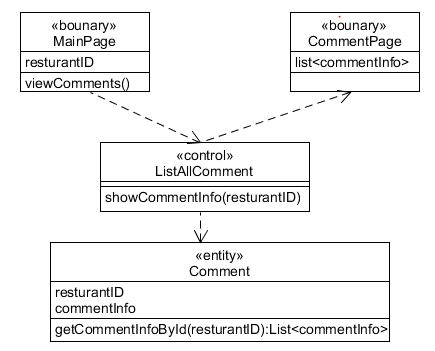 «bounary»
MainPage
resturantID
viewComments()
«bounary»
CommentPage
list<commentInfo>
«control»
ListAllComment
showCommentInfo(resturantID)
«entity»
Comment
resturantID
commentInfo
getCommentInfoById(resturantID):List<commentInfo>